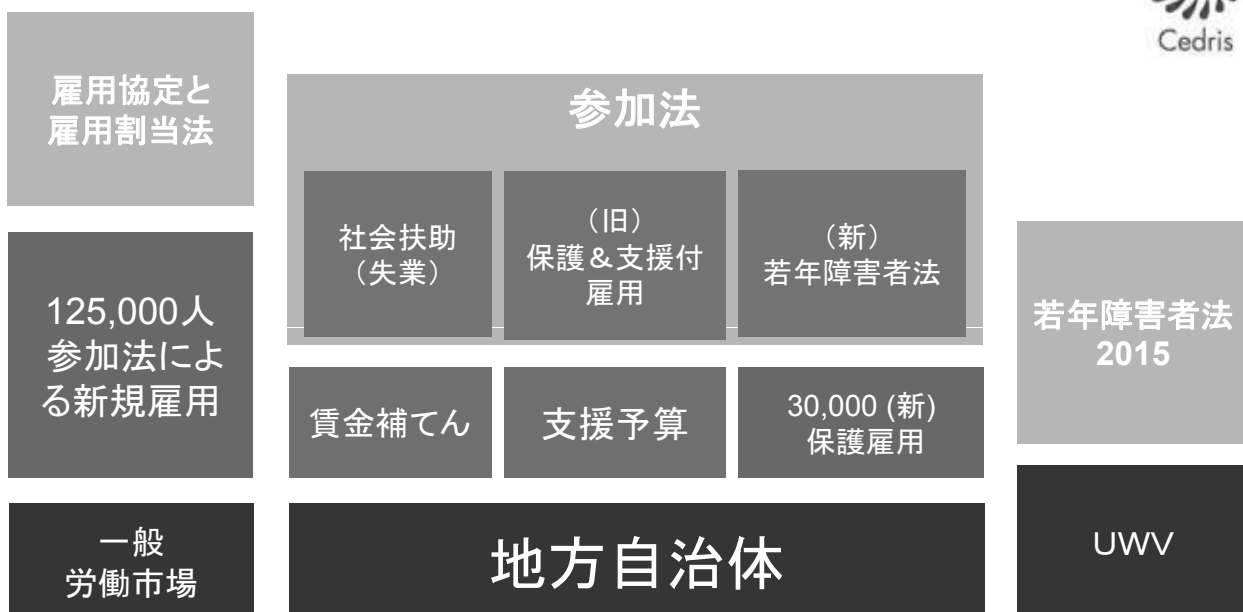 Cedris
雇用協定と
雇用割当法
参加法
社会扶助
（失業）
（旧）
保護＆支援付
雇用
（新）
若年障害者法
125,000人
参加法によ
る新規雇用
若年障害者法
2015
賃金補てん
支援予算
30,000 (新)
保護雇用
一般
労働市場
地方自治体
UWV